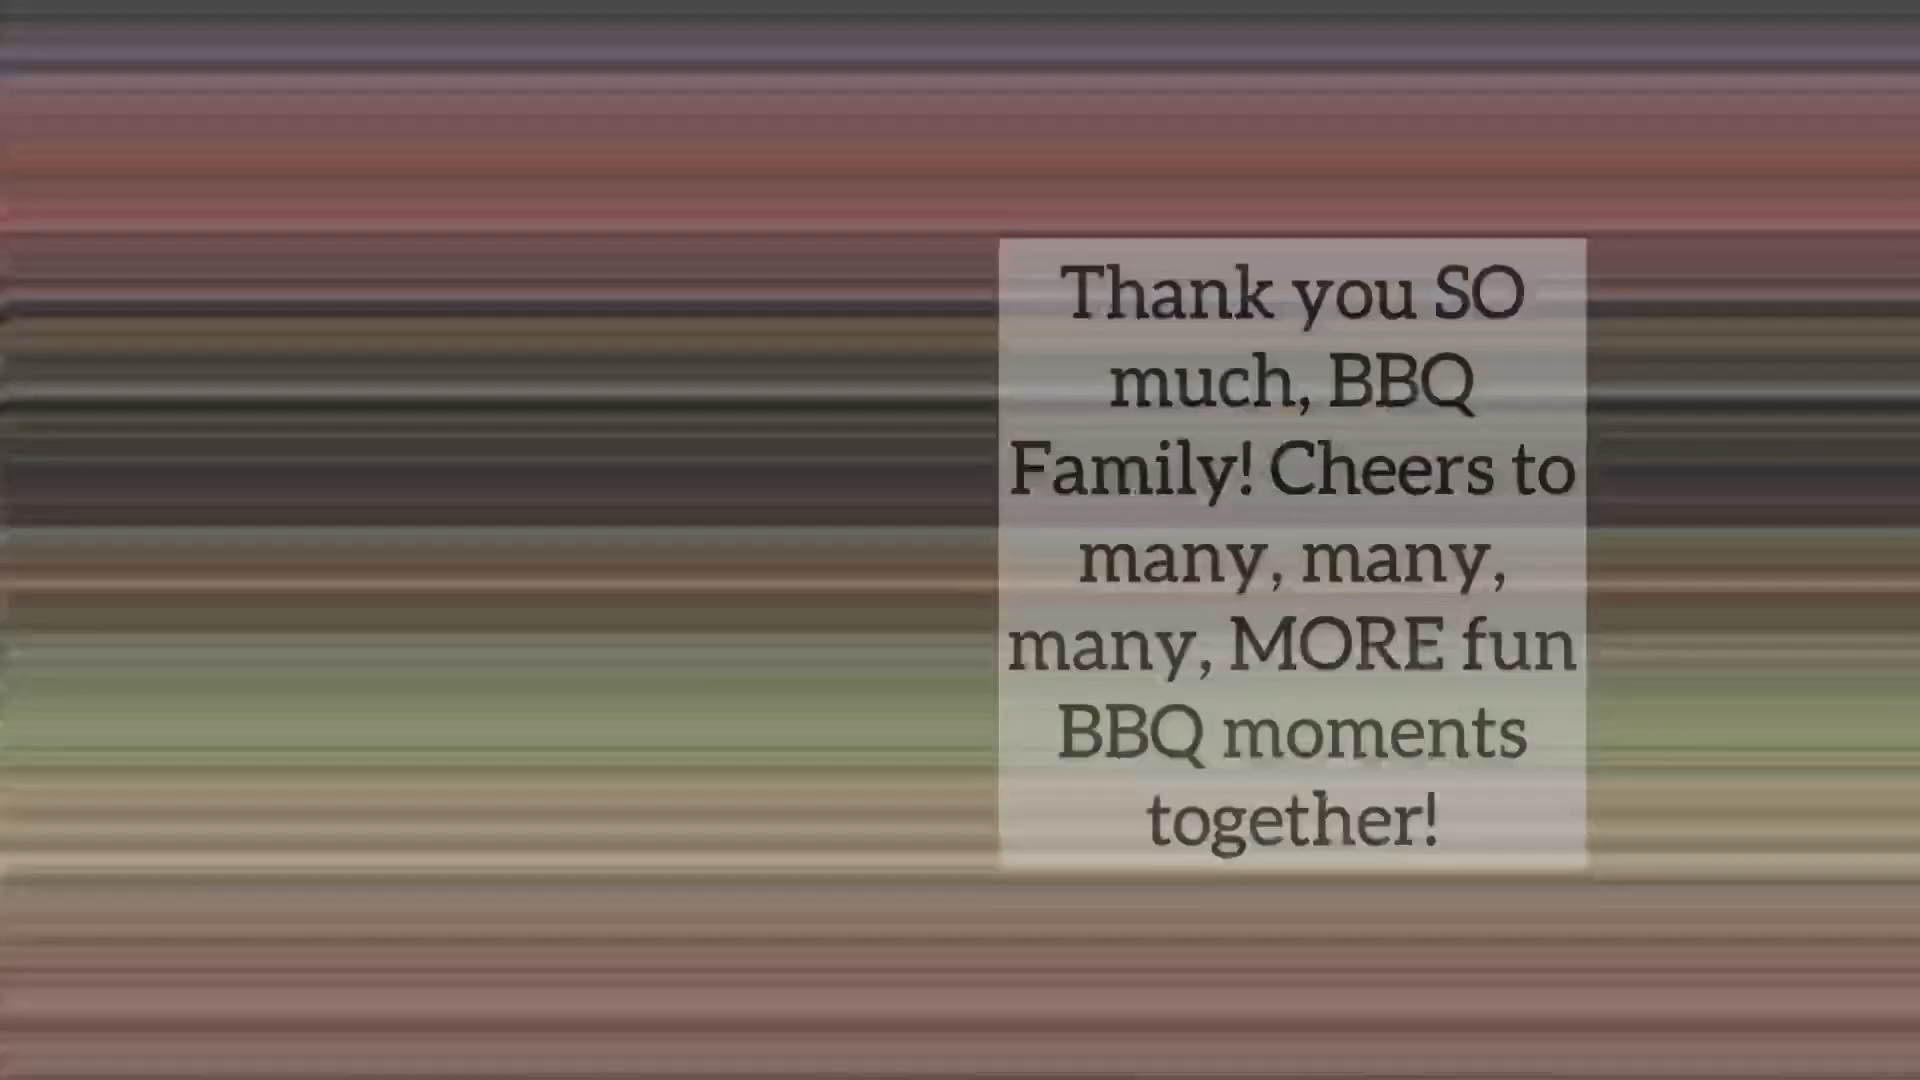 Thank you SO
much, BBQ
Family! Cheers to
many, many,
many, MORE fun
BBQ moments
together!